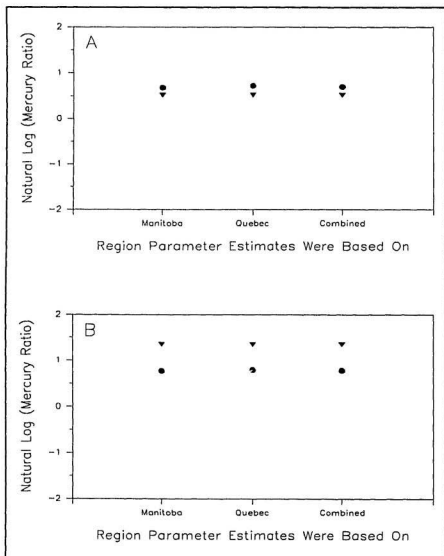 A
Natural Log (Mercury Ratio)
2
1
0
-1
-2
Manitoba
Quebec
Combined
Region Parameter Estimates Were Based On
B
Natural Log (Mercury Ratio)
2
1
0
-1
-2
Manitoba
Quebec
Combined
Region Parameter Estimates Were Based On